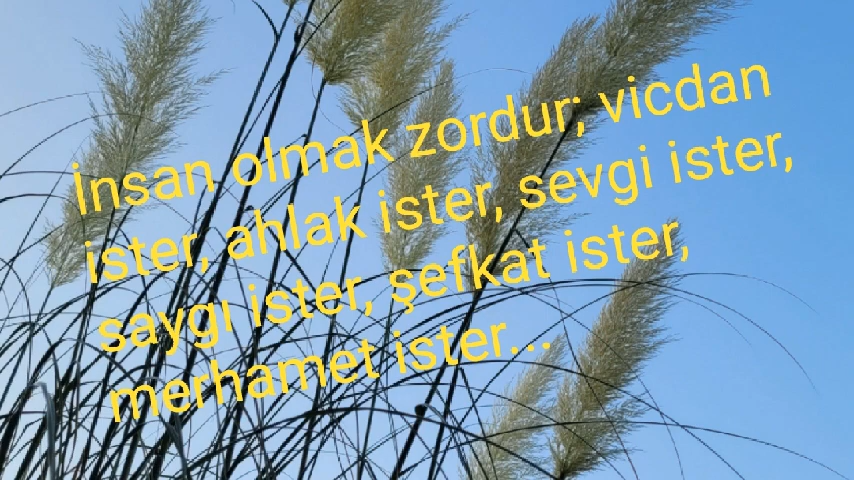 İnsan olmak zordur; vicdan
ister, ahlak ister, sevgi ister,
saygı ister, şefkat ister,
merhamet ister...